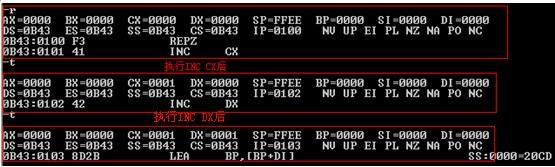 -r
AX=0000 BX=0000 CX=0000 DX=0000 SP=FFEE BP=0000 SI=0000 DI=0000
DS=0B43 ES=0B43 SS=0B43 CS=0B43 IP=0100 NV UP EI PL NZ NA PO NC
0B43:0100 F3 REPZ
0B43:0101 41 INC CX
-t
执行INC CX后
AX=0000 BX=0000 CX=0001 DX=0000 SP=FFEE BP=0000 SI=0000 DI=0000
DS=0B43 ES=0B43 SS=0B43 CS=0B43 IP=0102 NV UP EI PL NZ NA PO NC
0B43:0102 42 INC DX
-t
执行INC DX后
AX=0000 BX=0000 CX=0001 DX=0001 SP=FFEE BP=0000 SI=0000 DI=0000
DS=0B43 ES=0B43 SS=0B43 CS=0B43 IP=0103 NV UP EI PL NZ NA PO NC
0B43:0103 8D2B LEA BP,[BP+DI] SS:0000=20CD